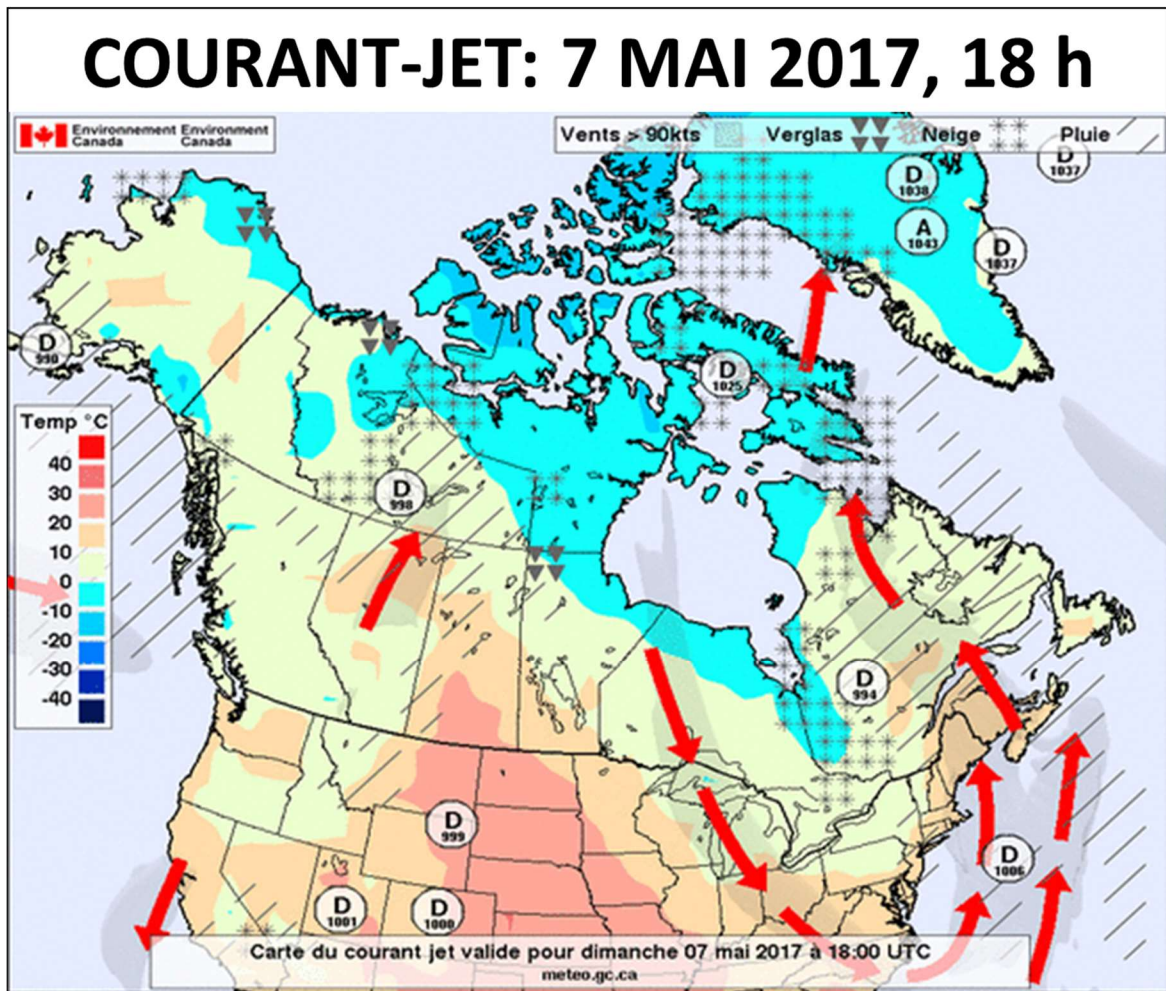 COURANT-JET: 7 MAI 2017, 18 h
Environnement Environment
Canada Canada
Vents > 90kts Verglas Neige Pluie
D
1038
D
1037
A
1043
D
1037
D
990
D
1025
Temp °C
40
30
20
10
0
-10
-20
-30
-40
D
998
D
994
D
999
D
1006
D
1001
D
1000
Carte du courant jet valide pour dimanche 07 mai 2017 à 18:00 UTC
meteo.gc.ca